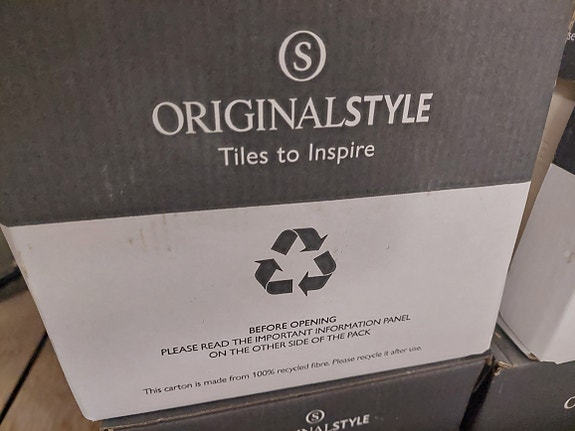 S
ORIGINALSTYLE
Tiles to Inspire
BEFORE OPENING
PLEASE READ THE IMPORTANT INFORMATION PANEL
ON THE OTHER SIDE OF THE PACK
This carton is made from 100% recycled fibre. Please recycle it after use.
S
NALSTYLE